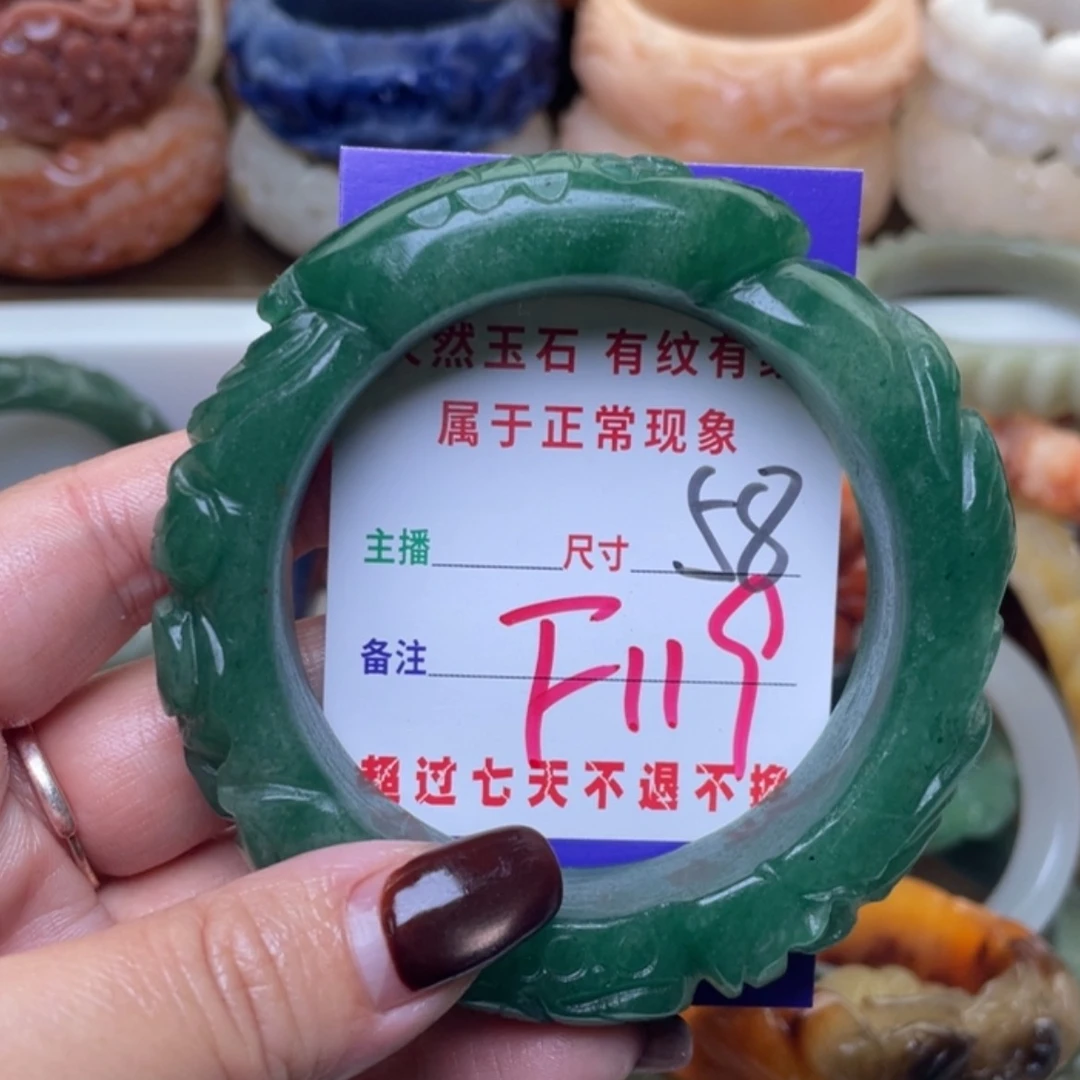 然玉石 有纹有
属于正常现象
主播 尺寸 58
备注 F119
超过七天不退不换